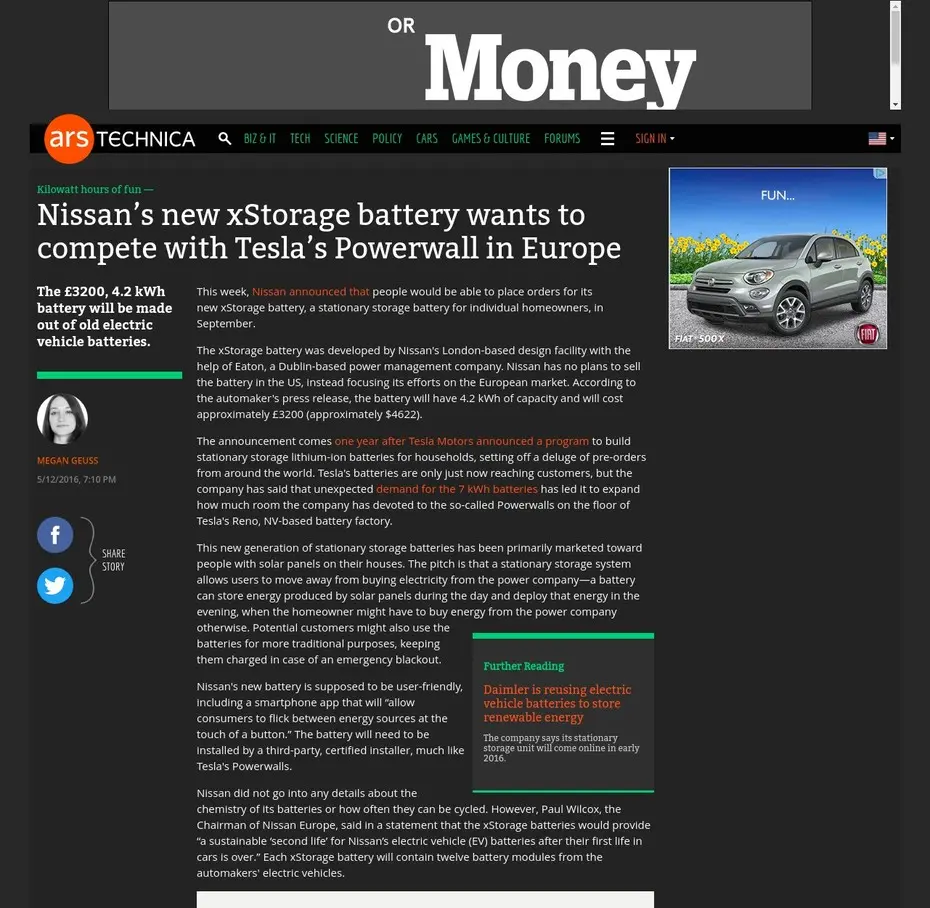 OR
Money
ars TECHNICA
BIZ & IT TECH SCIENCE POLICY CARS GAMES & CULTURE FORUMS SIGN IN
Kilowatt hours of fun —
Nissan’s new xStorage battery wants to
compete with Tesla’s Powerwall in Europe
The £3200, 4.2 kWh
battery will be made
out of old electric
vehicle batteries.
MEGAN GEUSS
5/12/2016, 7:10 PM
SHARE
STORY
This week, Nissan announced that people would be able to place orders for its
new xStorage battery, a stationary storage battery for individual homeowners, in
September.
The xStorage battery was developed by Nissan's London-based design facility with the
help of Eaton, a Dublin-based power management company. Nissan has no plans to sell
the battery in the US, instead focusing its efforts on the European market. According to
the automaker's press release, the battery will have 4.2 kWh of capacity and will cost
approximately £3200 (approximately $4622).
The announcement comes one year after Tesla Motors announced a program to build
stationary storage lithium-ion batteries for households, setting off a deluge of pre-orders
from around the world. Tesla's batteries are only just now reaching customers, but the
company has said that unexpected demand for the 7 kWh batteries has led it to expand
how much room the company has devoted to the so-called Powerwalls on the floor of
Tesla's Reno, NV-based battery factory.
This new generation of stationary storage batteries has been primarily marketed toward
people with solar panels on their houses. The pitch is that a stationary storage system
allows users to move away from buying electricity from the power company—a battery
can store energy produced by solar panels during the day and deploy that energy in the
evening, when the homeowner might have to buy energy from the power company
otherwise. Potential customers might also use the
batteries for more traditional purposes, keeping
them charged in case of an emergency blackout.
Further Reading
Daimler is reusing electric
vehicle batteries to store
renewable energy
The company says its stationary
storage unit will come online in early
2016.
Nissan's new battery is supposed to be user-friendly,
including a smartphone app that will “allow
consumers to flick between energy sources at the
touch of a button.” The battery will need to be
installed by a third-party, certified installer, much like
Tesla's Powerwalls.
Nissan did not go into any details about the
chemistry of its batteries or how often they can be cycled. However, Paul Wilcox, the
Chairman of Nissan Europe, said in a statement that the xStorage batteries would provide
“a sustainable ‘second life’ for Nissan’s electric vehicle (EV) batteries after their first life in
cars is over.” Each xStorage battery will contain twelve battery modules from the
automakers' electric vehicles.
FUN...
FIAT® 500X
FIAT